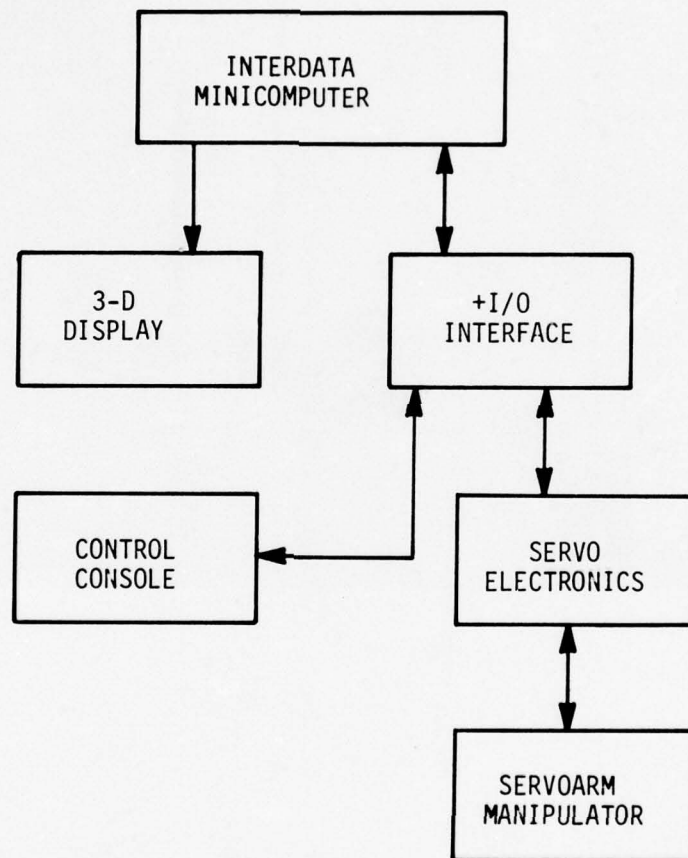 INTERDATA
MINICOMPUTER
3-D
DISPLAY
+I/O
INTERFACE
CONTROL
CONSOLE
SERVO
ELECTRONICS
SERVOARM
MANIPULATOR